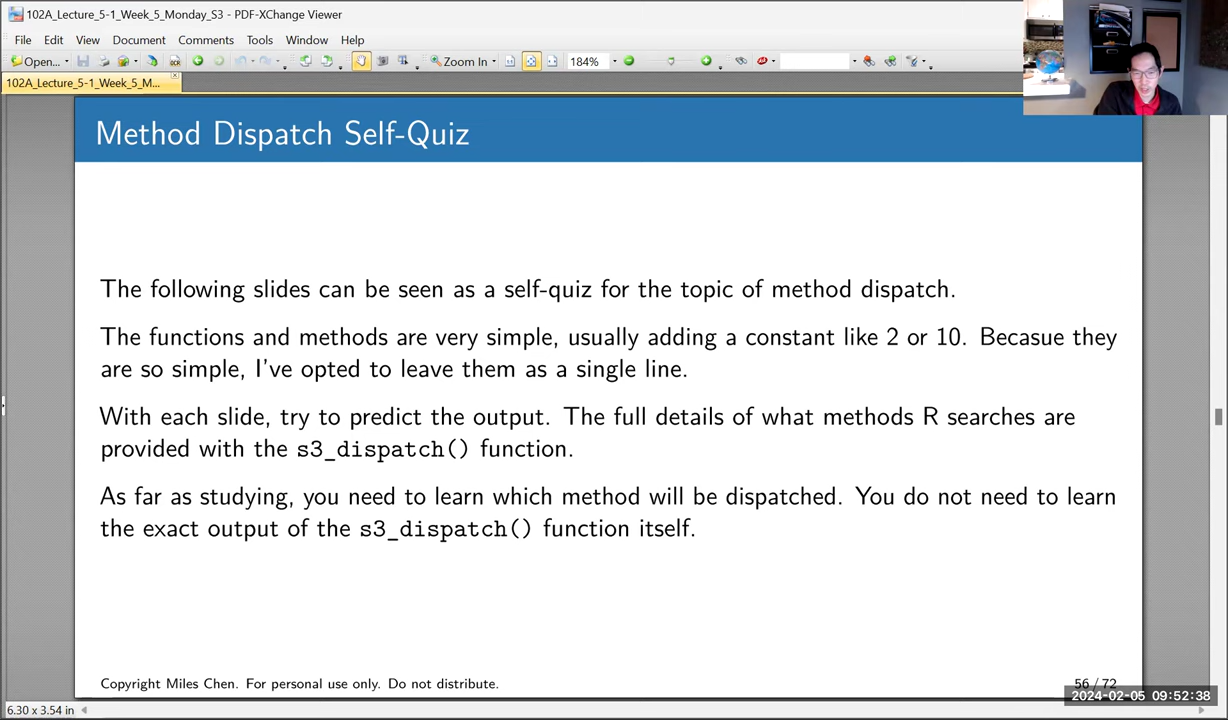 102A_Lecture_5-1_Week_5_Monday_S3 - PDF-XChange Viewer
File Edit View Document Comments Tools Window Help
Open... Zoom In 184%
102A_Lecture_5-1_Week_5_M...
Method Dispatch Self-Quiz
The following slides can be seen as a self-quiz for the topic of method dispatch.
The functions and methods are very simple, usually adding a constant like 2 or 10. Becasue they
are so simple, I've opted to leave them as a single line.
With each slide, try to predict the output. The full details of what methods R searches are
provided with the s3_dispatch() function.
As far as studying, you need to learn which method will be dispatched. You do not need to learn
the exact output of the s3_dispatch() function itself.
Copyright Miles Chen. For personal use only. Do not distribute.
56 / 72
2024-02-05 09:52:38
6.30 x 3.54 in